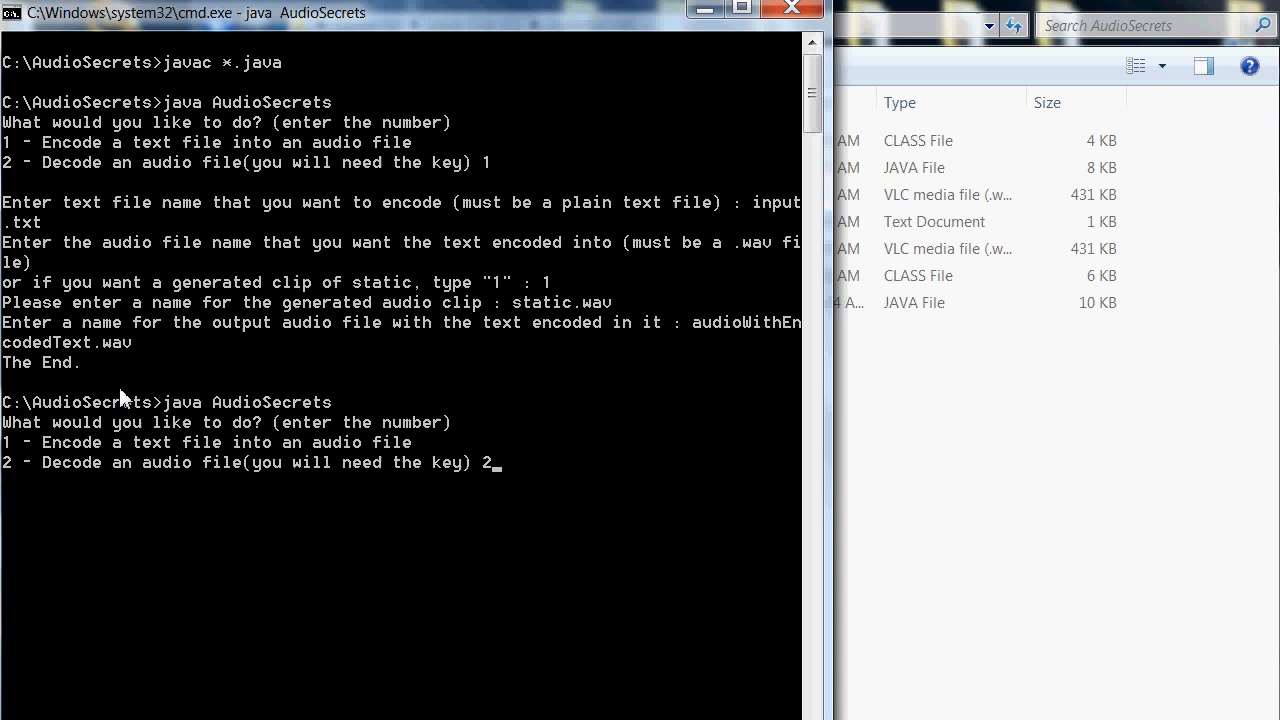 C:\Windows\system32\cmd.exe - java  AudioSecrets
C:\AudioSecrets>javac *.java
C:\AudioSecrets>java AudioSecrets
What would you like to do? (enter the number)
1 - Encode a text file into an audio file
2 - Decode an audio file(you will need the key) 1
Enter text file name that you want to encode (must be a plain text file) : input
.txt
Enter the audio file name that you want the text encoded into (must be a .wav fi
le)
or if you want a generated clip of static, type "1" : 1
Please enter a name for the generated audio clip : static.wav
Enter a name for the output audio file with the text encoded in it : audioWithEn
codedText.wav
The End.
C:\AudioSecrets>java AudioSecrets
What would you like to do? (enter the number)
1 - Encode a text file into an audio file
2 - Decode an audio file(you will need the key) 2
Search AudioSecrets
Type Size
AM CLASS File 4 KB
AM JAVA File 8 KB
AM VLC media file (.w... 431 KB
AM Text Document 1 KB
AM VLC media file (.w... 431 KB
AM CLASS File 6 KB
4 A... JAVA File 10 KB